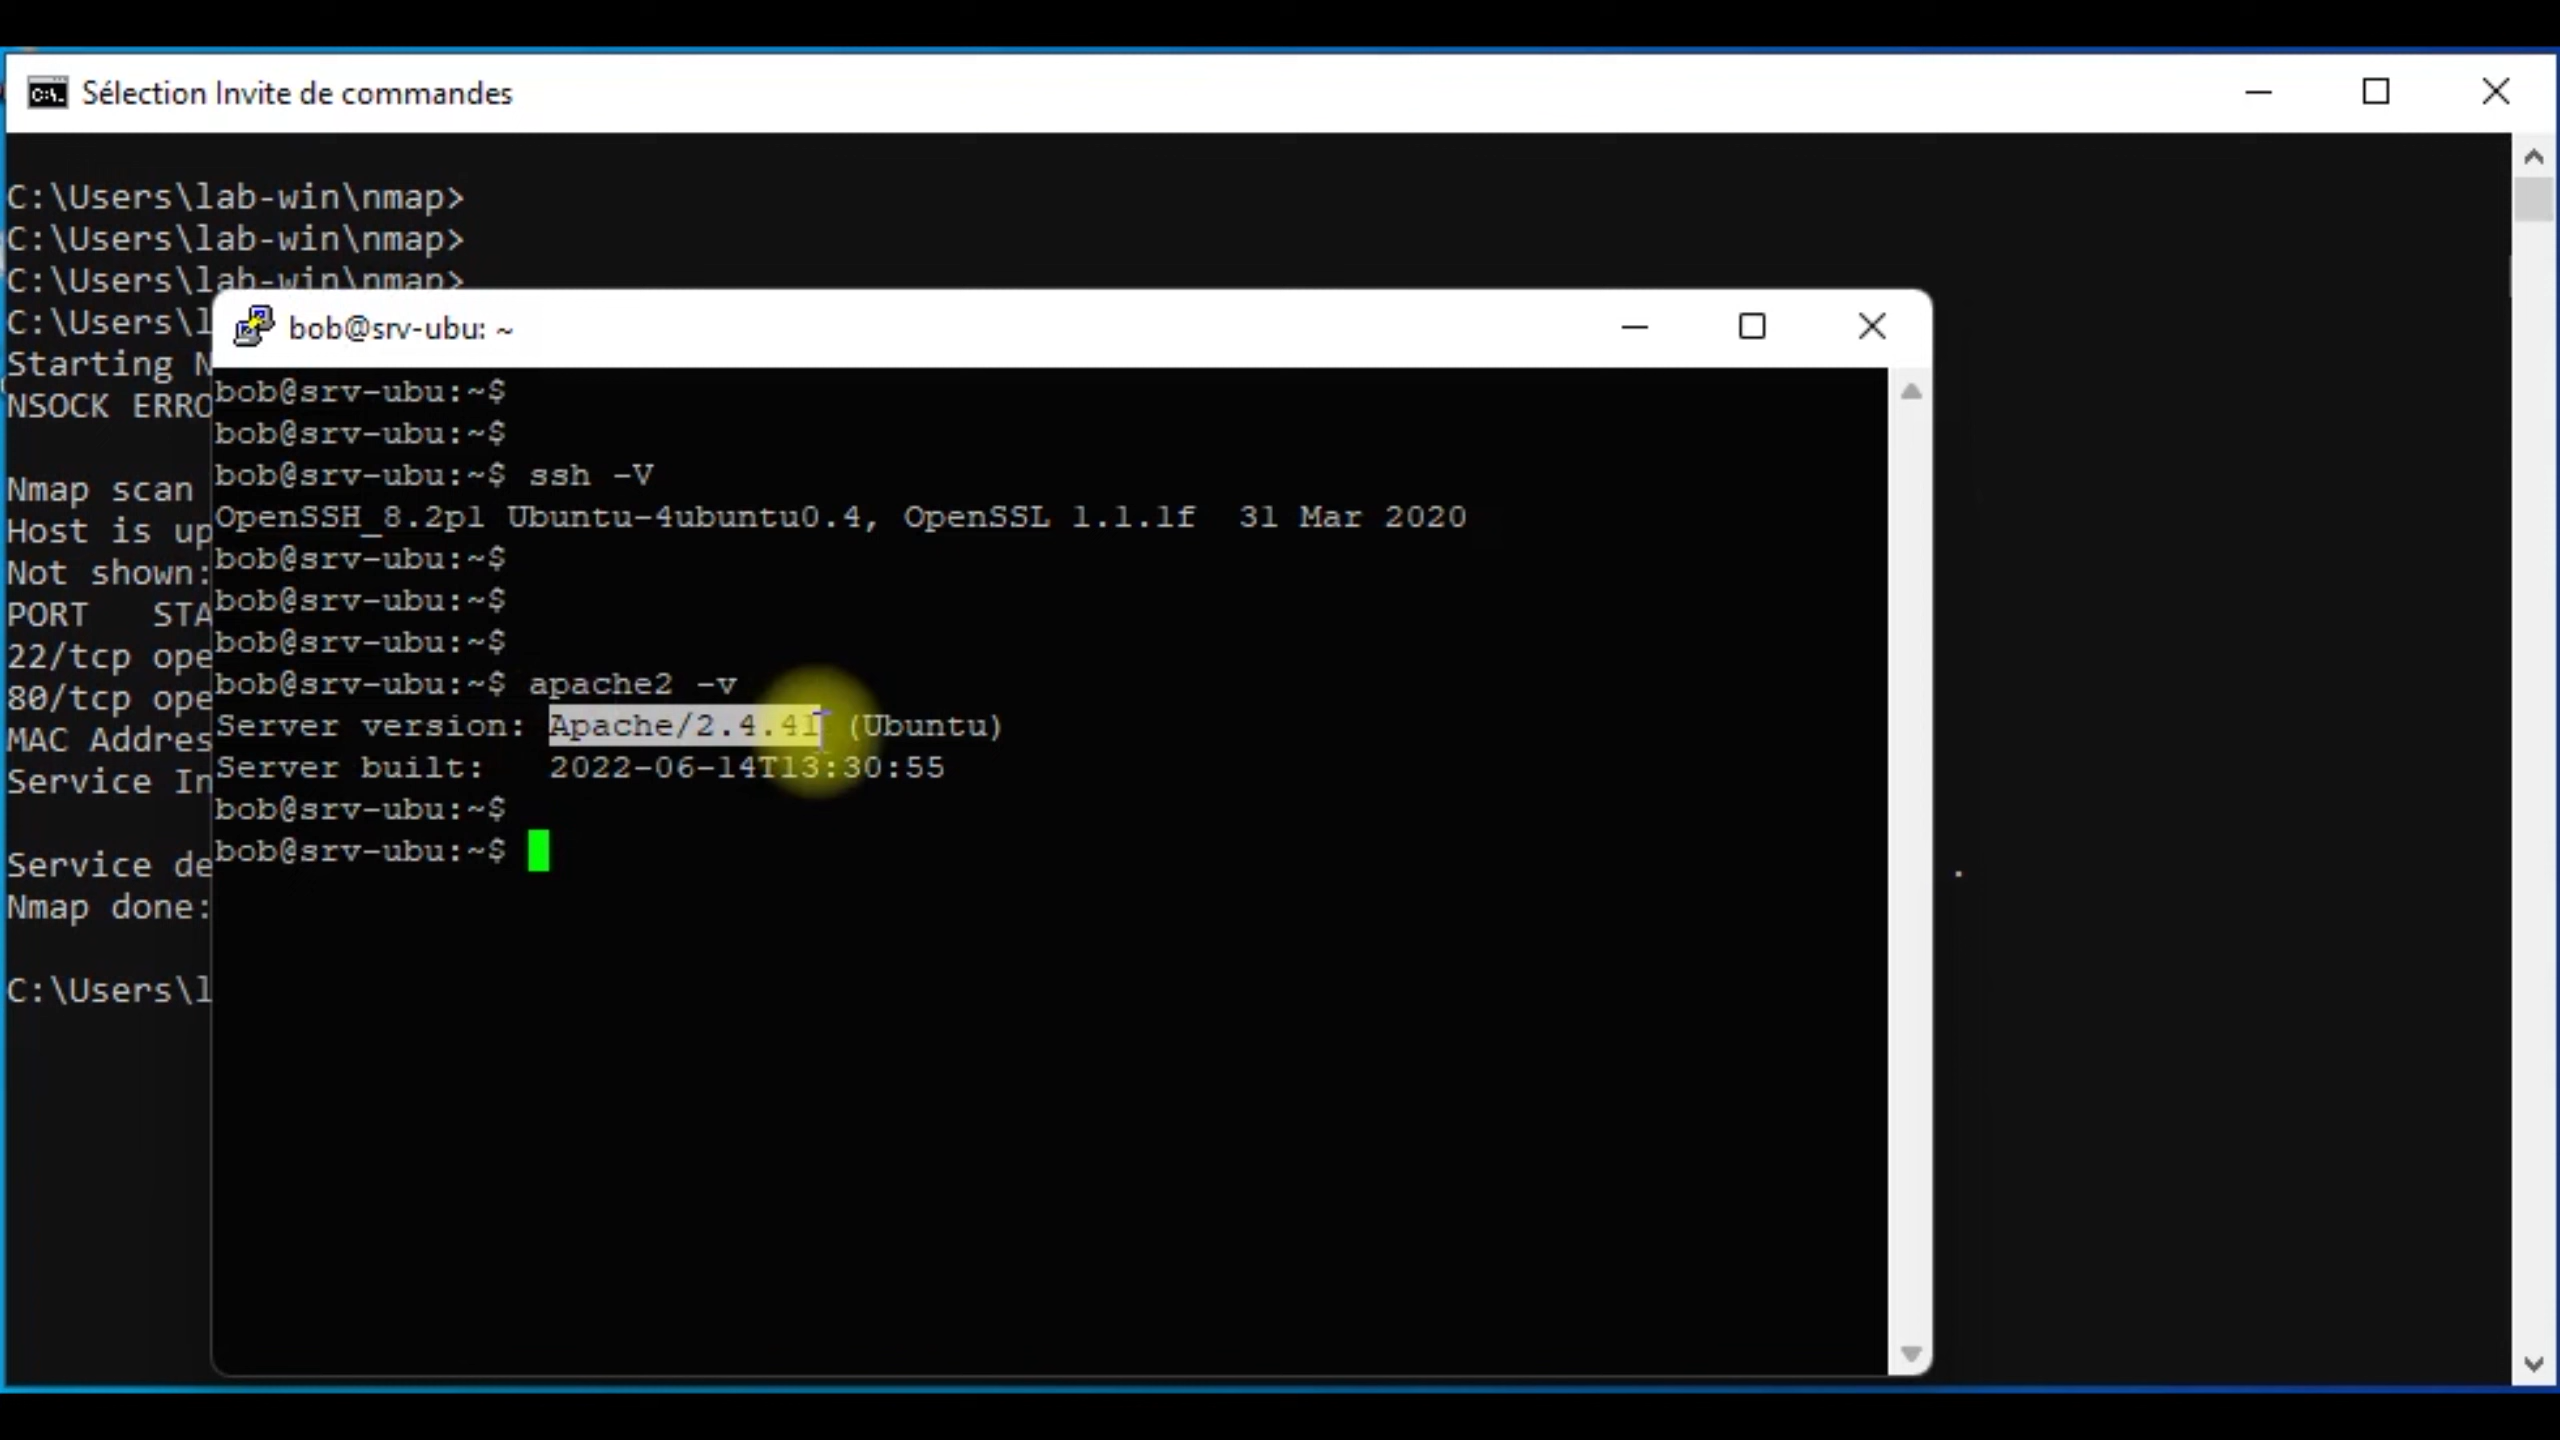 Sélection Invite de commandes
C:\Users\lab-win\nmap>
C:\Users\lab-win\nmap>
C:\Users\lab-win\nmap>
C:\Users\l
Starting N
NSOCK ERRO
Nmap scan
Host is up
Not shown:
PORT STA
22/tcp ope
80/tcp ope
MAC Addres
Service In
Service de
.
Nmap done:
C:\Users\l
bob@srv-ubu: ~
bob@srv-ubu:~$
bob@srv-ubu:~$
bob@srv-ubu:~$ ssh -V
OpenSSH_8.2p1 Ubuntu-4ubuntu0.4, OpenSSL 1.1.1f 31 Mar 2020
bob@srv-ubu:~$
bob@srv-ubu:~$
bob@srv-ubu:~$
bob@srv-ubu:~$ apache2 -v
Server version: Apache/2.4.41 (Ubuntu)
Server built: 2022-06-14T13:30:55
bob@srv-ubu:~$
bob@srv-ubu:~$